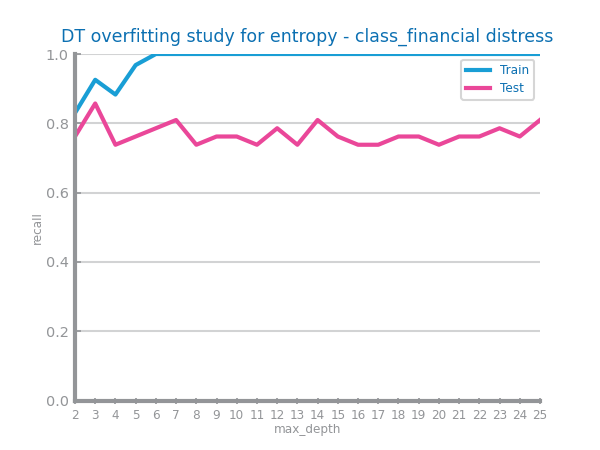 DT overfitting study for entropy - class_financial distress
1.0
Train
Test
0.8
0.6
recall
0.4
0.2
0.0
2 3 4 5 6 7 8 9 10 11 12 13 14 15 16 17 18 19 20 21 22 23 24 25
max_depth